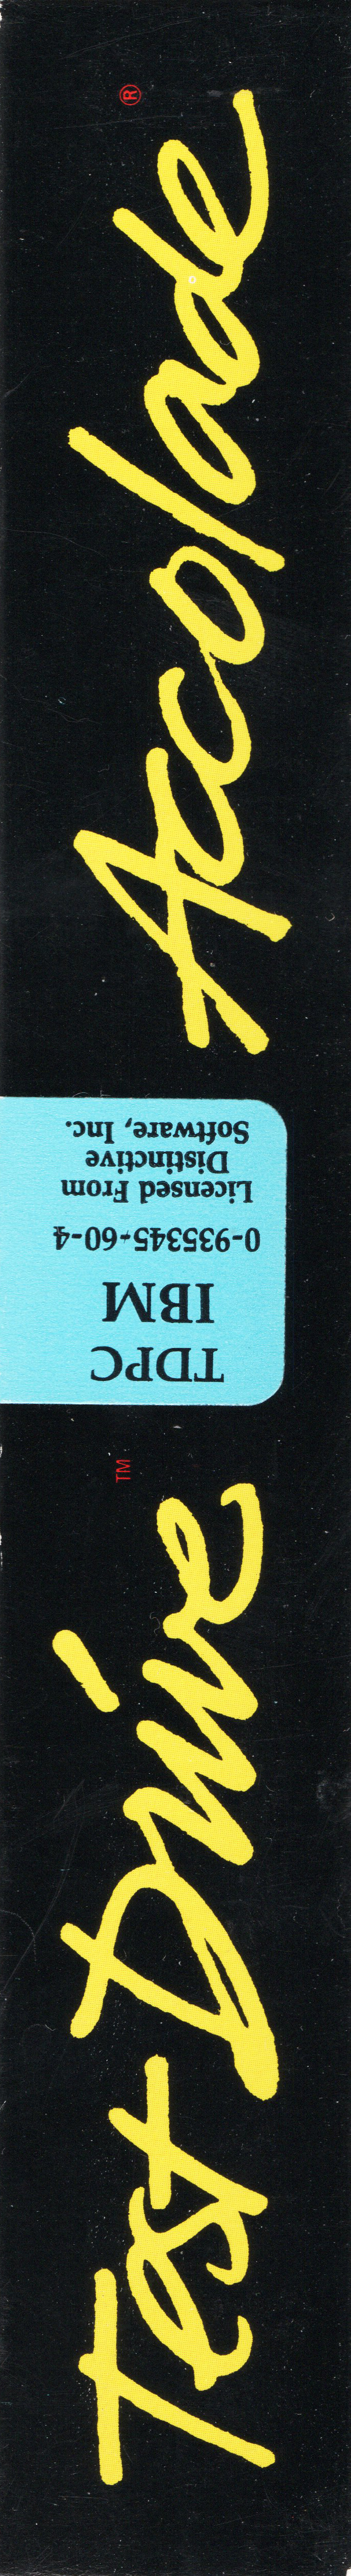 Test Drive™
TDPC
IBM
0-935345-60-4
Licensed From
Distinctive
Software, Inc.
Accolade®